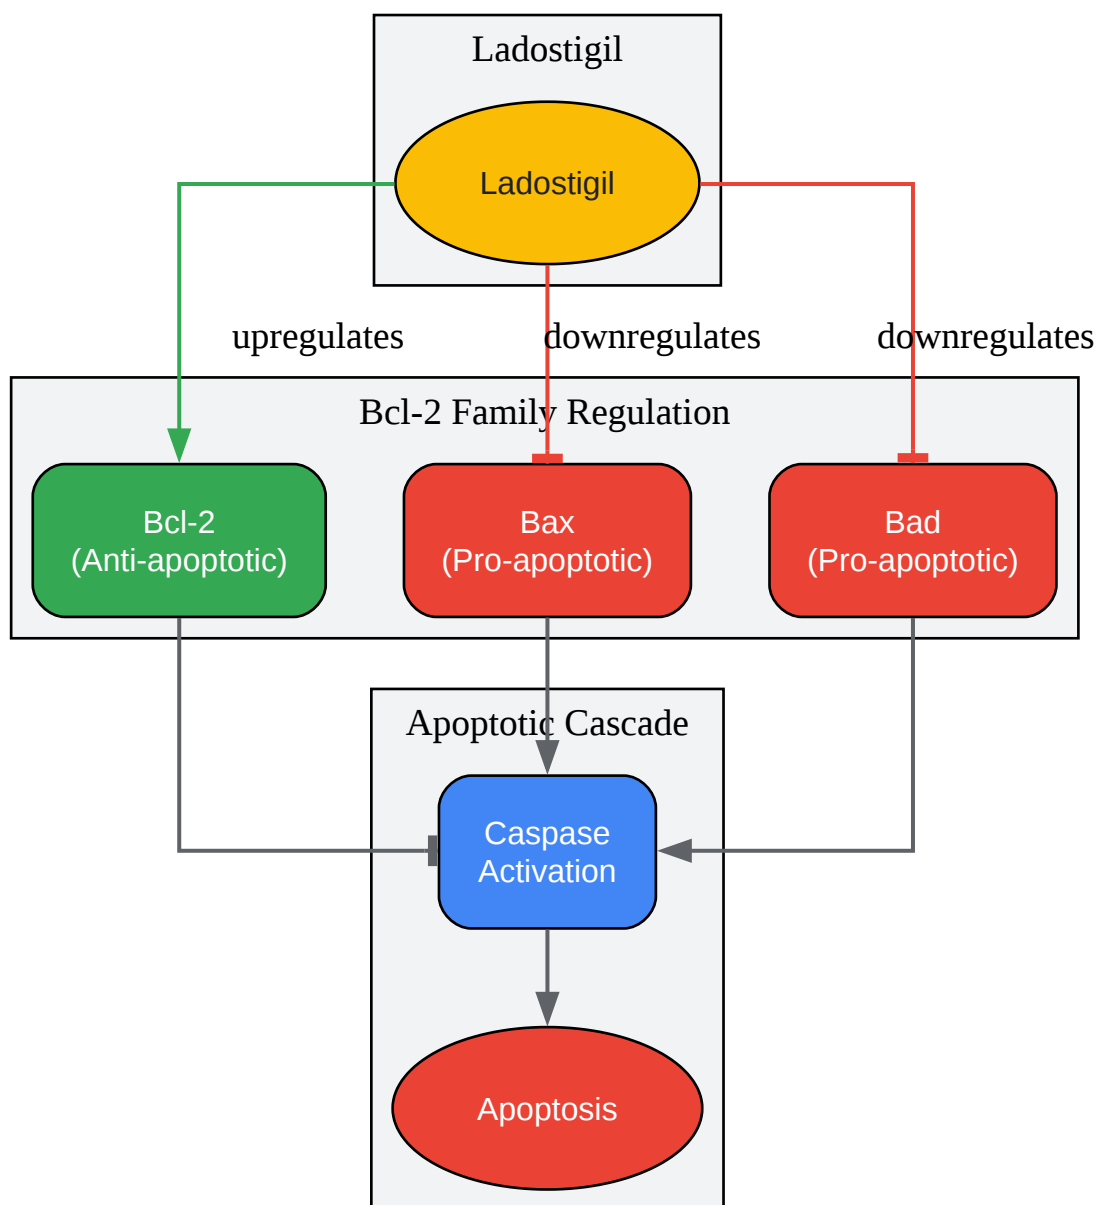 Ladostigil
Ladostigil
upregulates
downregulates
downregulates
Bcl-2 Family Regulation
Bcl-2
(Anti-apoptotic)
Bax
(Pro-apoptotic)
Bad
(Pro-apoptotic)
Apoptotic Cascade
Caspase
Activation
Apoptosis